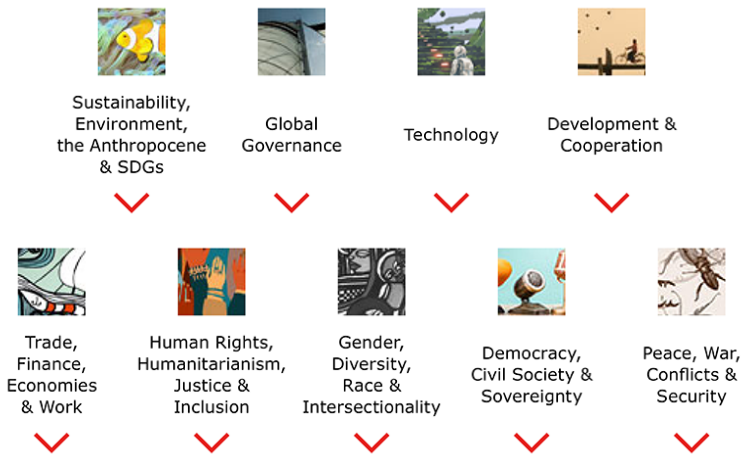 Sustainability,
Environment,
the Anthropocene
& SDGs
Global
Governance
Technology
Development &
Cooperation
Trade,
Finance,
Economies
& Work
Human Rights,
Humanitarianism,
Justice &
Inclusion
Gender,
Diversity,
Race &
Intersectionality
Democracy,
Civil Society &
Sovereignty
Peace, War,
Conflicts &
Security